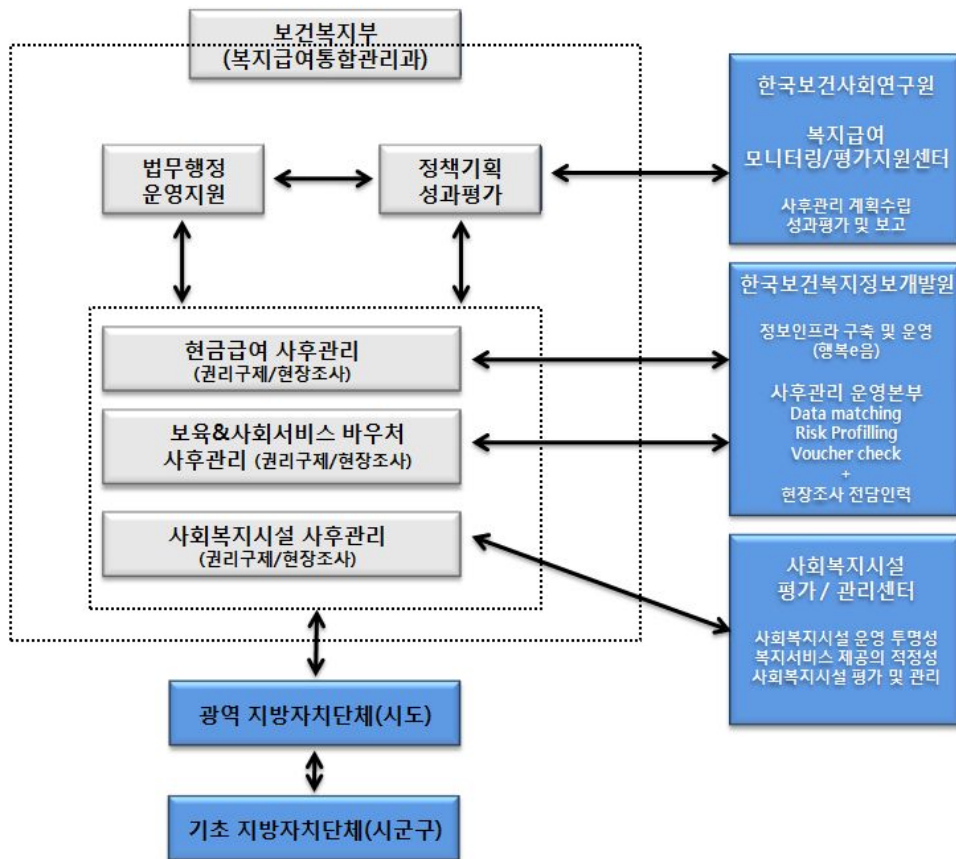 보건복지부
(복지급여통합관리과)
법무행정
운영지원
정책기획
성과평가
현금급여 사후관리
(권리구제/현장조사)
보육&사회서비스 바우처
사후관리 (권리구제/현장조사)
사회복지시설 사후관리
(권리구제/현장조사)
광역 지방자치단체(시도)
기초 지방자치단체(시군구)
한국보건사회연구원
복지급여
모니터링/평가지원센터
사후관리 계획수립
성과평가 및 보고
한국보건복지정보개발원
정보인프라 구축 및 운영
(행복e음)
사후관리 운영본부
Data matching
Risk Profilling
Voucher check
+
현장조사 전담인력
사회복지시설
평가 / 관리센터
사회복지시설 운영 투명성
복지서비스 제공의 적정성
사회복지시설 평가 및 관리